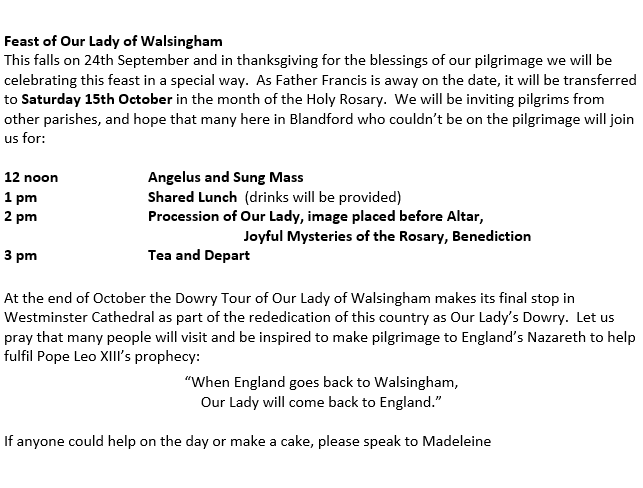 Feast of Our Lady of Walsingham
This falls on 24th September and in thanksgiving for the blessings of our pilgrimage we will be
celebrating this feast in a special way.  As Father Francis is away on the date, it will be transferred
to Saturday 15th October in the month of the Holy Rosary.  We will be inviting pilgrims from
other parishes, and hope that many here in Blandford who couldn't be on the pilgrimage will join
us for:
12 noon Angelus and Sung Mass
1 pm Shared Lunch  (drinks will be provided)
2 pm Procession of Our Lady, image placed before Altar,
Joyful Mysteries of the Rosary, Benediction
3 pm Tea and Depart
At the end of October the Dowry Tour of Our Lady of Walsingham makes its final stop in
Westminster Cathedral as part of the rededication of this country as Our Lady's Dowry.  Let us
pray that many people will visit and be inspired to make pilgrimage to England's Nazareth to help
fulfil Pope Leo XIII's prophecy:
"When England goes back to Walsingham,
Our Lady will come back to England."
If anyone could help on the day or make a cake, please speak to Madeleine